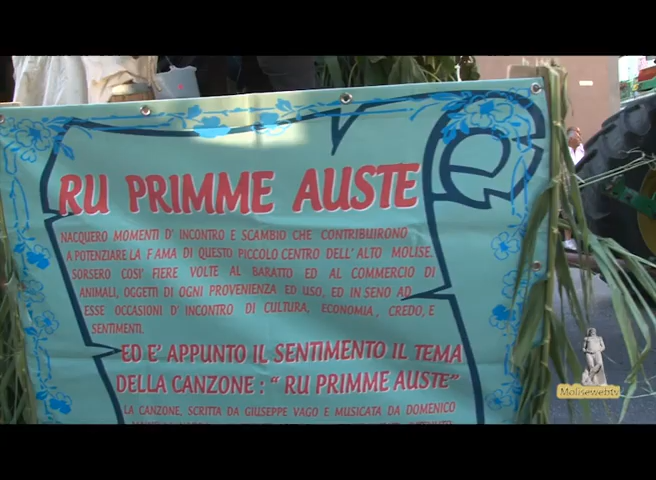 RU PRIMME AUSTE
NACQUERO MOMENTI D'INCONTRO E SCAMBIO CHE CONTRIBUIRONO
A POTENZIARE LA FAMA DI QUESTO PICCOLO CENTRO DELL'ALTO MOLISE.
SORSERO COSI' FIERE VOLTE AL BARATTO ED AL COMMERCIO DI
ANIMALI, OGGETTI DI OGNI PROVENIENZA ED USO, ED IN SENO AD
ESSE OCCASIONI D'INCONTRO DI CULTURA, ECONOMIA, CREDO, E
SENTIMENTI.
ED E' APPUNTO IL SENTIMENTO IL TEMA
DELLA CANZONE : "RU PRIMME AUSTE"
LA CANZONE, SCRITTA DA GIUSEPPE VAGO E MUSICATA DA DOMENICO
Molisewebtv